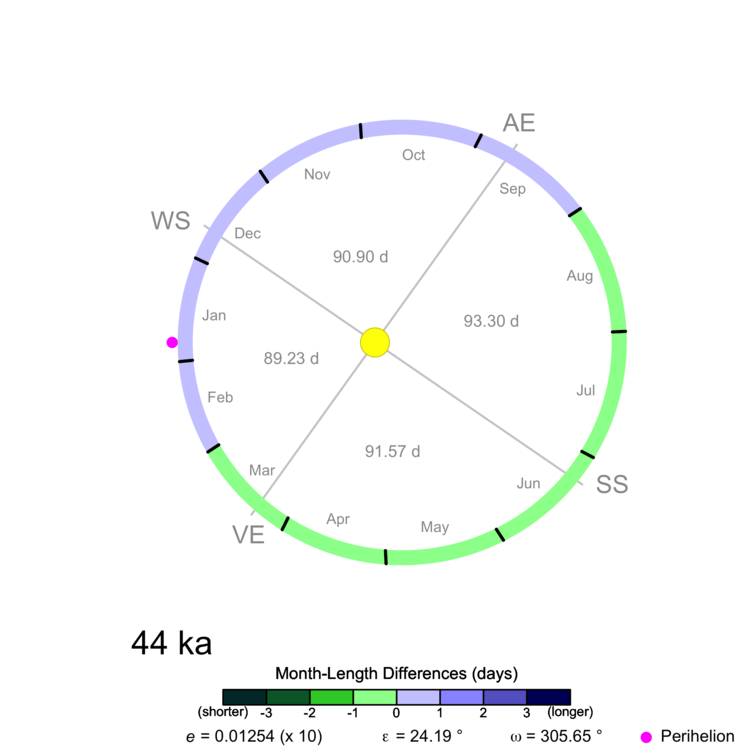 AE
Oct
Nov
Sep
WS
Dec
90.90 d
Aug
Jan
93.30 d
89.23 d
Feb
Jul
91.57 d
Mar
Jun
SS
Apr
May
VE
44 ka
Month-Length Differences (days)
(shorter) -3 -2 -1 0 1 2 3 (longer)
e = 0.01254 (x 10) ε = 24.19 ° ω = 305.65 ° Perihelion